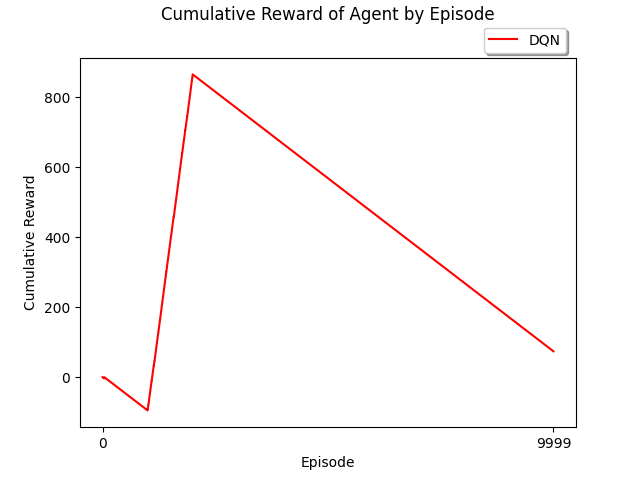 Cumulative Reward of Agent by Episode
DQN
800
600
400
200
0
Cumulative Reward
0
9999
Episode